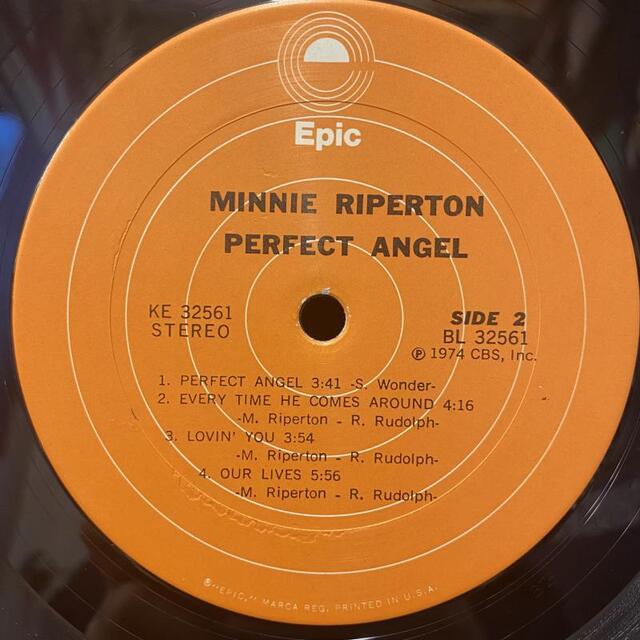 Epic
MINNIE RIPERTON
PERFECT ANGEL
KE 32561
STEREO
SIDE 2
BL 32561
Ⓟ 1974 CBS, Inc.
1. PERFECT ANGEL 3:41 -S. Wonder-
2. EVERY TIME HE COMES AROUND 4:16
-M. Riperton - R. Rudolph-
3. LOVIN' YOU 3:54
-M. Riperton - R. Rudolph-
4. OUR LIVES 5:56
-M. Riperton - R. Rudolph-
®"EPIC," MARCA REG. PRINTED IN U.S.A.